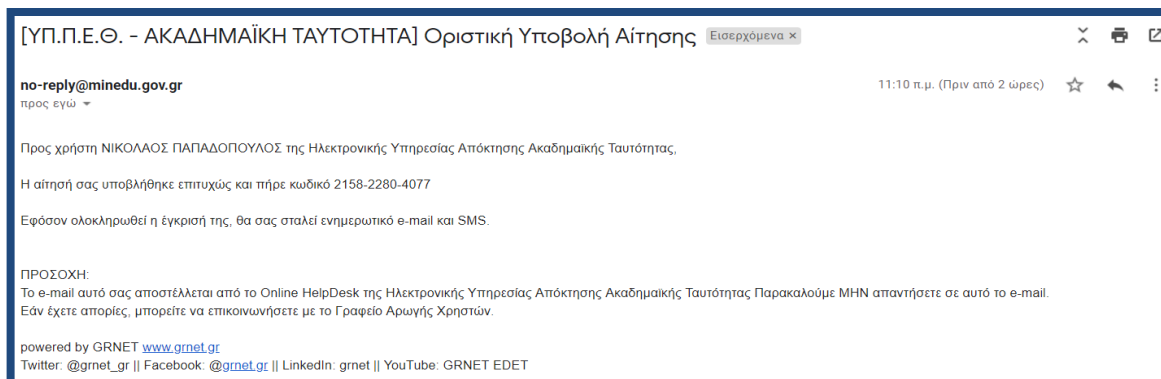 [ΥΠ.Π.Ε.Θ. - ΑΚΑΔΗΜΑΪΚΗ ΤΑΥΤΟΤΗΤΑ] Οριστική Υποβολή Αίτησης Εισερχόμενα ×
no-reply@minedu.gov.gr 11:10 π.μ. (Πριν από 2 ώρες)
προς εγώ
Προς χρήστη ΝΙΚΟΛΑΟΣ ΠΑΠΑΔΟΠΟΥΛΟΣ της Ηλεκτρονικής Υπηρεσίας Απόκτησης Ακαδημαϊκής Ταυτότητας,
Η αίτησή σας υποβλήθηκε επιτυχώς και πήρε κωδικό 2158-2280-4077
Εφόσον ολοκληρωθεί η έγκρισή της, θα σας σταλεί ενημερωτικό e-mail και SMS.
ΠΡΟΣΟΧΗ:
Το e-mail αυτό σας αποστέλλεται από το Online HelpDesk της Ηλεκτρονικής Υπηρεσίας Απόκτησης Ακαδημαϊκής Ταυτότητας Παρακαλούμε ΜΗΝ απαντήσετε σε αυτό το e-mail.
Εάν έχετε απορίες, μπορείτε να επικοινωνήσετε με το Γραφείο Αρωγής Χρηστών.
powered by GRNET www.grnet.gr
Twitter: @grnet_gr || Facebook: @grnet.gr || LinkedIn: grnet || YouTube: GRNET EDET